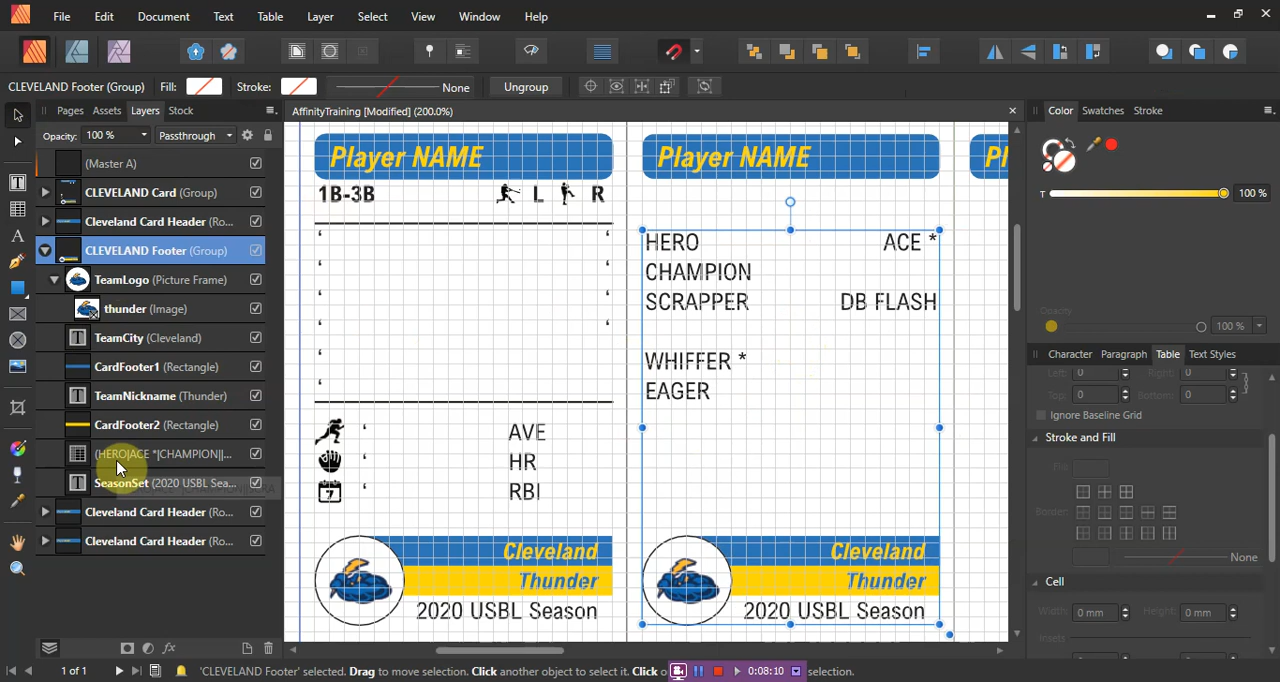 File Edit Document Text Table Layer Select View Window Help
CLEVELAND Footer (Group) Fill: Stroke: None Ungroup
Pages Assets Layers Stock
AffinityTraining [Modified] (200.0%)
Color Swatches Stroke
Opacity: 100 % Passthrough
(Master A)
CLEVELAND Card (Group)
Cleveland Card Header (Ro...
CLEVELAND Footer (Group)
TeamLogo (Picture Frame)
thunder (Image)
TeamCity (Cleveland)
CardFooter1 (Rectangle)
TeamNickname (Thunder)
CardFooter2 (Rectangle)
(HERO|ACE *|CHAMPION||...
SeasonSet (2020 USBL Sea...
Cleveland Card Header (Ro...
Cleveland Card Header (Ro...
Player NAME
1B-3B L R
AVE
HR
RBI
Cleveland
Thunder
2020 USBL Season
Player NAME
HERO ACE *
CHAMPION
SCRAPPER DB FLASH
WHIFFER *
EAGER
Cleveland
Thunder
2020 USBL Season
Pl
T 100 %
Opacity
100 %
Character Paragraph Table Text Styles
Left: 0 Right: 0
Top: 0 Bottom: 0
Ignore Baseline Grid
Stroke and Fill
Fill:
Border:
None
Cell
Width: 0 mm Height: 0 mm
Insets
1 of 1 'CLEVELAND Footer' selected. Drag to move selection. Click another object to select it. Click o 0:08:10 selection.